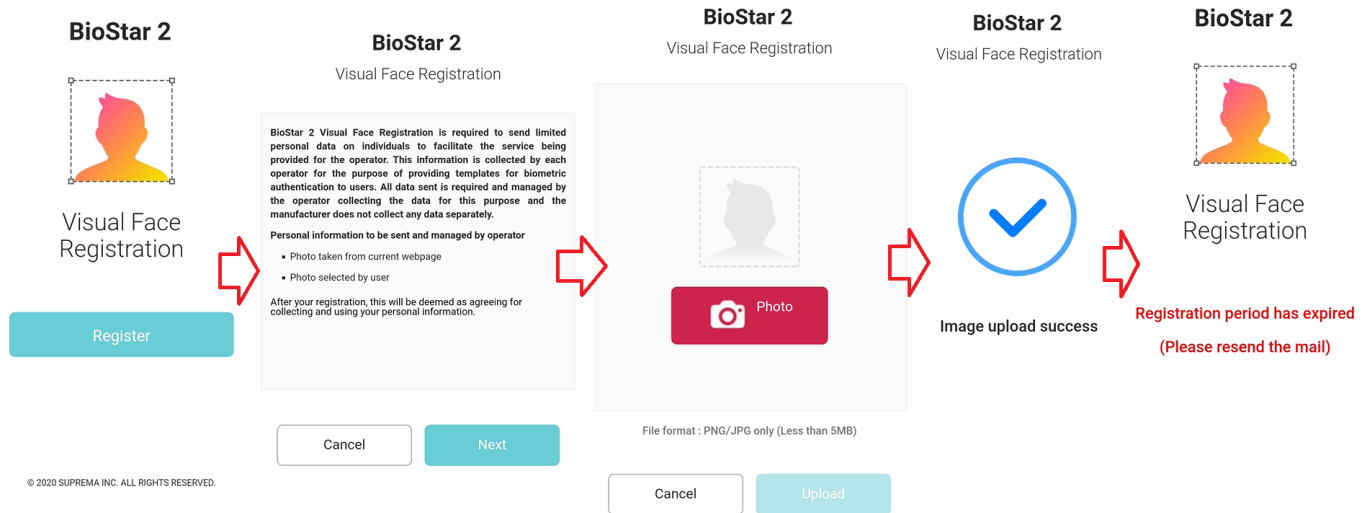 BioStar 2
Visual Face
Registration
Register
© 2020 SUPREMA INC. ALL RIGHTS RESERVED.
BioStar 2
Visual Face Registration
BioStar 2 Visual Face Registration is required to send limited
personal data on individuals to facilitate the service being
provided for the operator. This information is collected by each
operator for the purpose of providing templates for biometric
authentication to users. All data sent is required and managed by
the operator collecting the data for this purpose and the
manufacturer does not collect any data separately.
Personal information to be sent and managed by operator
▪ Photo taken from current webpage
▪ Photo selected by user
After your registration, this will be deemed as agreeing for
collecting and using your personal information.
Cancel
Next
BioStar 2
Visual Face Registration
Photo
File format : PNG/JPG only (Less than 5MB)
Cancel
Upload
BioStar 2
Visual Face Registration
Image upload success
BioStar 2
Visual Face
Registration
Registration period has expired
(Please resend the mail)